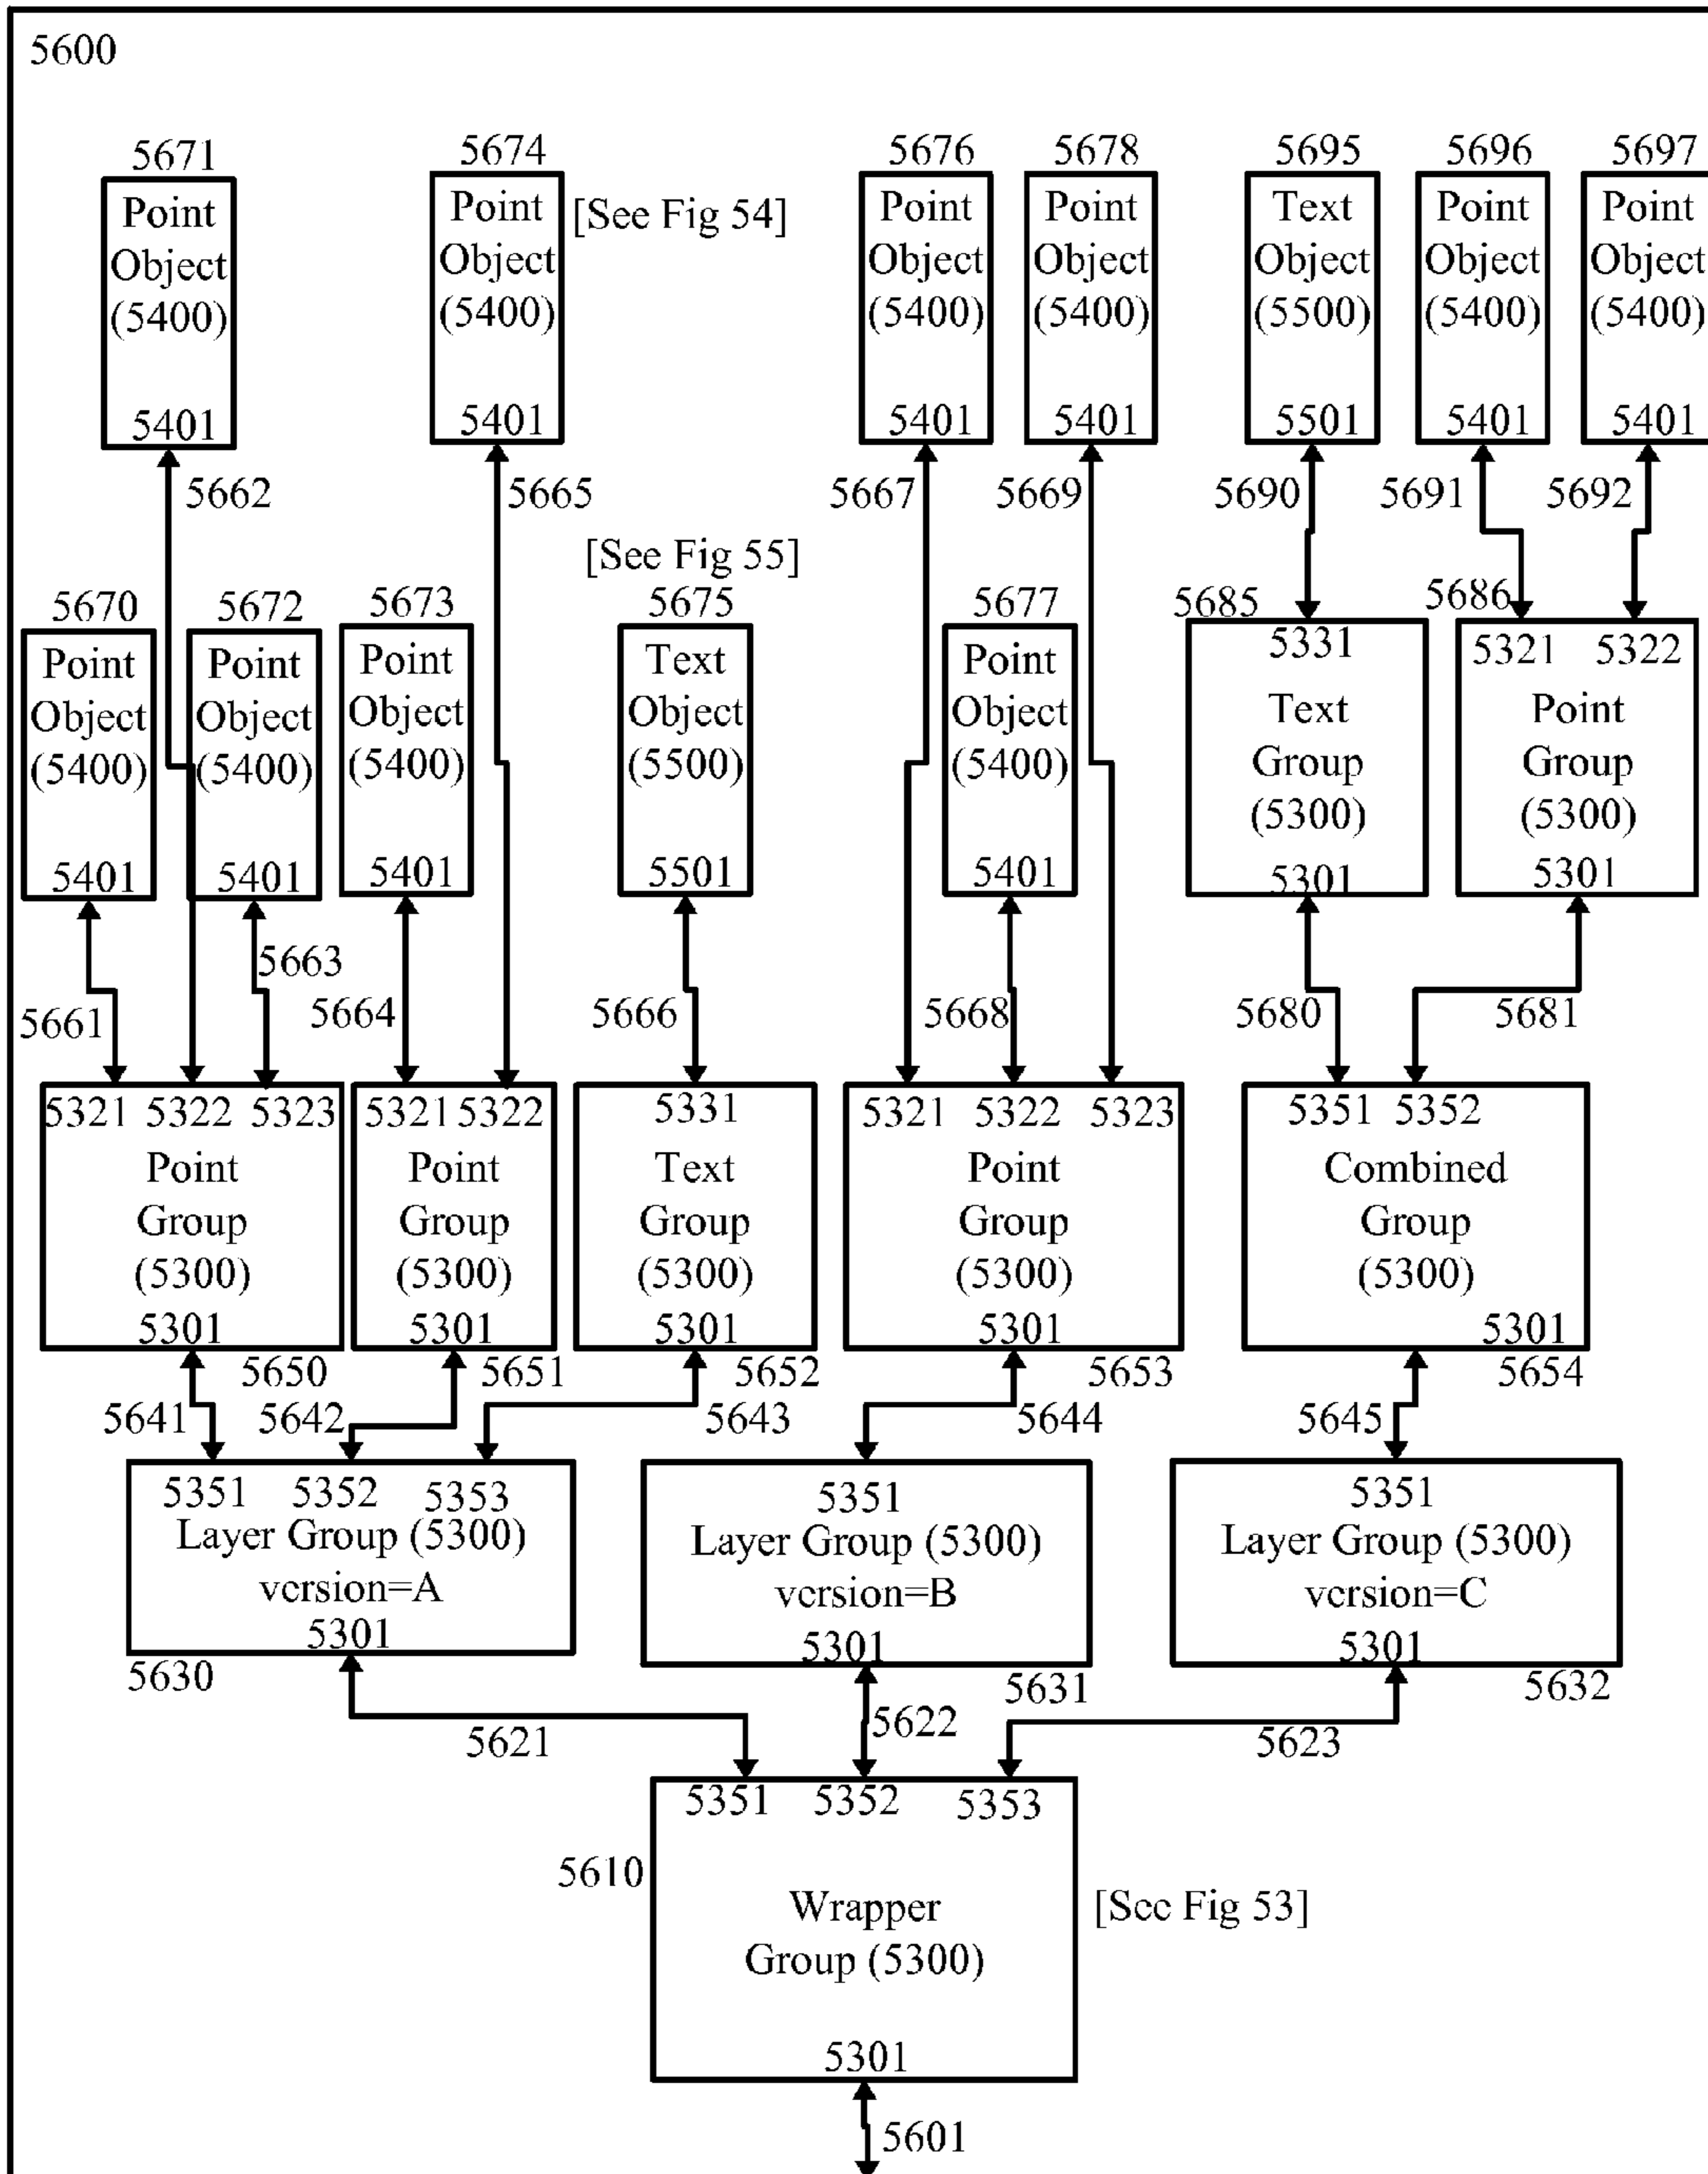 5600
5671
5674
5676
5678
5695
5696
5697
Point
Object
(5400)
5401
Point
Object
(5400)
5401
[See Fig 54]
Point
Object
(5400)
5401
Point
Object
(5400)
5401
Text
Object
(5500)
5501
Point
Object
(5400)
5401
Point
Object
(5400)
5401
5662
5665
5667
5669
5690
5691
5692
[See Fig 55]
5670
5672
5673
5675
5677
5685
5686
Point
Object
(5400)
5401
Point
Object
(5400)
5401
Point
Object
(5400)
5401
Text
Object
(5500)
5501
Point
Object
(5400)
5401
5331
Text
Group
(5300)
5301
5321 5322
Point
Group
(5300)
5301
5661
5663
5664
5666
5668
5680
5681
5321 5322 5323
Point
Group
(5300)
5301
5650
5321 5322
Point
Group
(5300)
5301
5651
5331
Text
Group
(5300)
5301
5652
5321 5322 5323
Point
Group
(5300)
5301
5653
5351 5352
Combined
Group
(5300)
5301
5654
5641
5642
5643
5644
5645
5351 5352 5353
Layer Group (5300)
version=A
5301
5630
5351
Layer Group (5300)
version=B
5301
5631
5351
Layer Group (5300)
version=C
5301
5632
5621
5622
5623
5351 5352 5353
5610
Wrapper
Group (5300)
5301
[See Fig 53]
5601